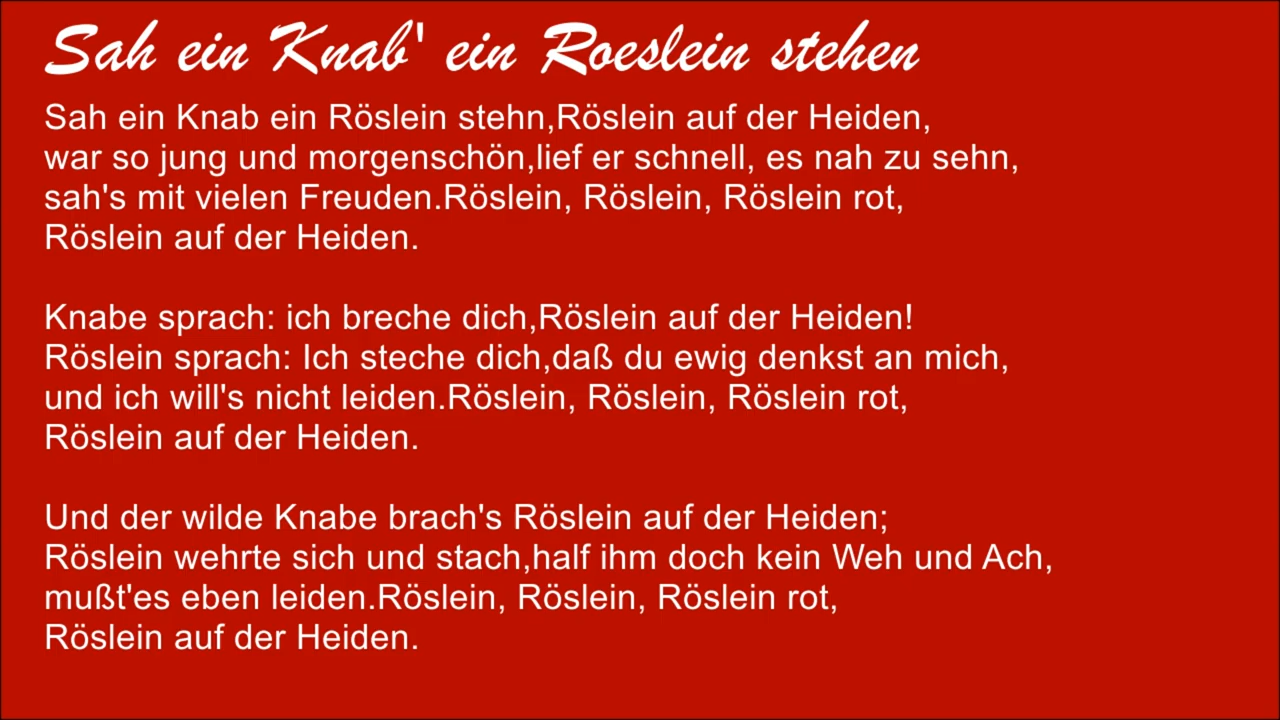 Sah ein Knab' ein Roeslein stehen
Sah ein Knab ein Röslein stehn,Röslein auf der Heiden,
war so jung und morgenschön,lief er schnell, es nah zu sehn,
sah's mit vielen Freuden.Röslein, Röslein, Röslein rot,
Röslein auf der Heiden.
Knabe sprach: ich breche dich,Röslein auf der Heiden!
Röslein sprach: Ich steche dich,daß du ewig denkst an mich,
und ich will's nicht leiden.Röslein, Röslein, Röslein rot,
Röslein auf der Heiden.
Und der wilde Knabe brach's Röslein auf der Heiden;
Röslein wehrte sich und stach,half ihm doch kein Weh und Ach,
mußt'es eben leiden.Röslein, Röslein, Röslein rot,
Röslein auf der Heiden.